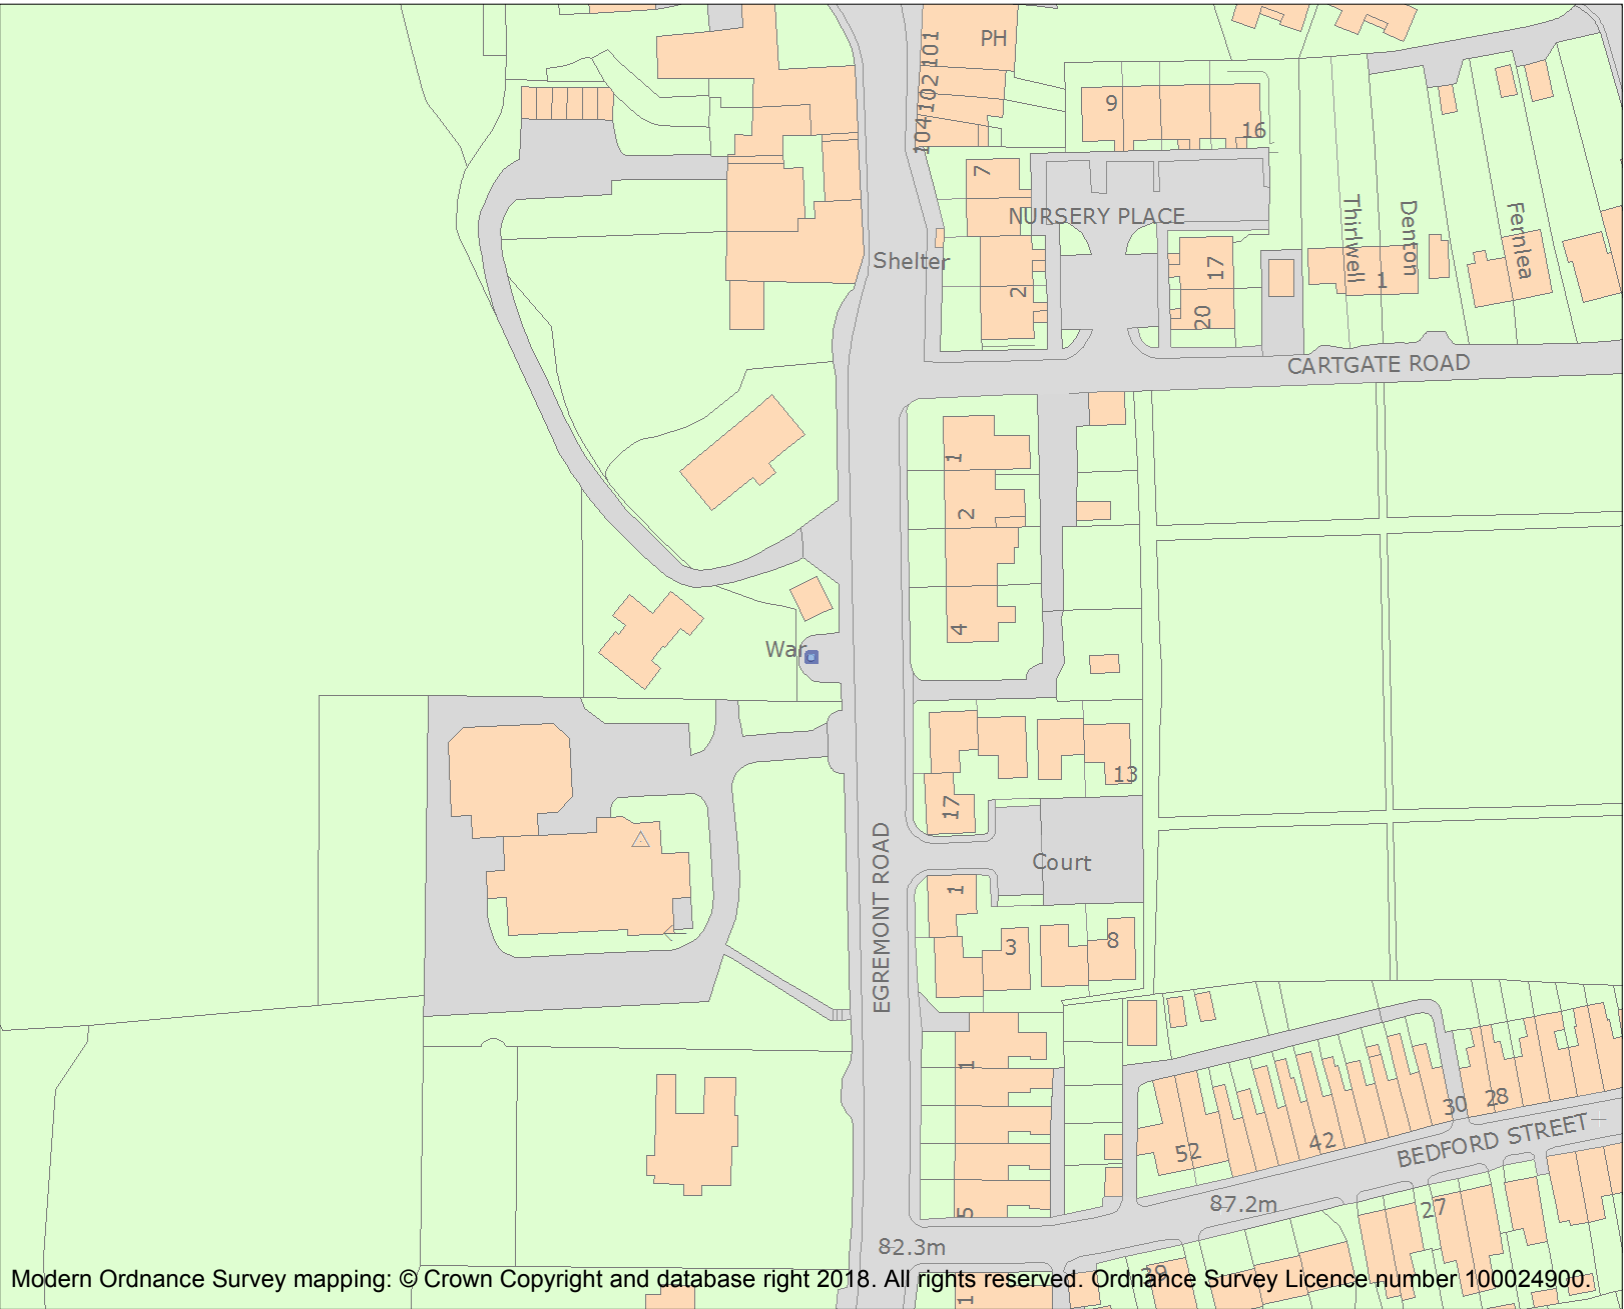 101
PH
102
104
9
16
7
NURSERY PLACE
Thirlwell
Denton
Fernlea
Shelter
2
17
1
20
CARTGATE ROAD
1
2
4
War
13
17
EGREMONT ROAD
Court
1
3
8
1
30
28
52
42
BEDFORD STREET
87.2m
27
5
82.3m
39
1
Modern Ordnance Survey mapping: © Crown Copyright and database right 2018. All rights reserved. Ordnance Survey Licence number 100024900.